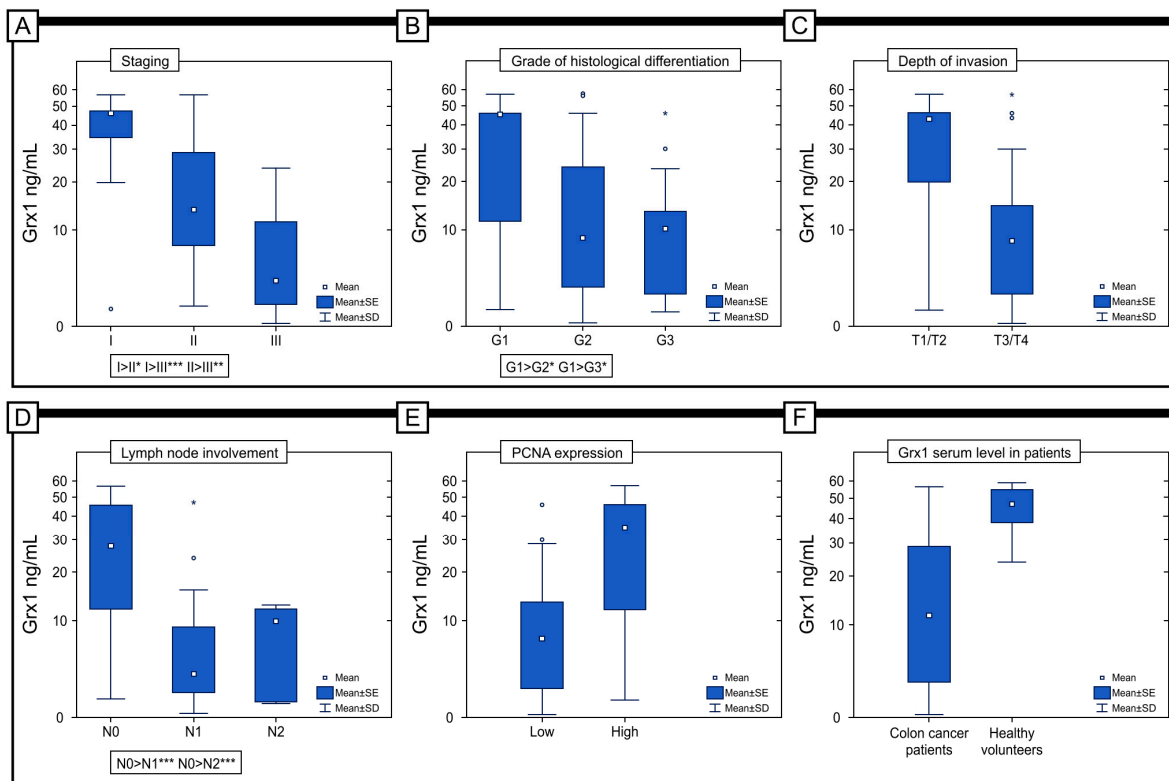 A
Staging
Grx1 ng/mL
60
50
40
30
20
10
0
I
II
III
Mean
Mean±SE
Mean±SD
I>II* I>III*** II>III**
B
Grade of histological differentiation
Grx1 ng/mL
60
50
40
30
20
10
0
*
G1
G2
G3
Mean
Mean±SE
Mean±SD
G1>G2* G1>G3*
C
Depth of invasion
Grx1 ng/mL
60
50
40
30
20
10
0
*
T1/T2
T3/T4
Mean
Mean±SE
Mean±SD
D
Lymph node involvement
Grx1 ng/mL
60
50
40
30
20
10
0
*
N0
N1
N2
Mean
Mean±SE
Mean±SD
N0>N1*** N0>N2***
E
PCNA expression
Grx1 ng/mL
60
50
40
30
20
10
0
Low
High
Mean
Mean±SE
Mean±SD
F
Grx1 serum level in patients
Grx1 ng/mL
60
50
40
30
20
10
0
Colon cancer
patients
Healthy
volunteers
Mean
Mean±SE
Mean±SD